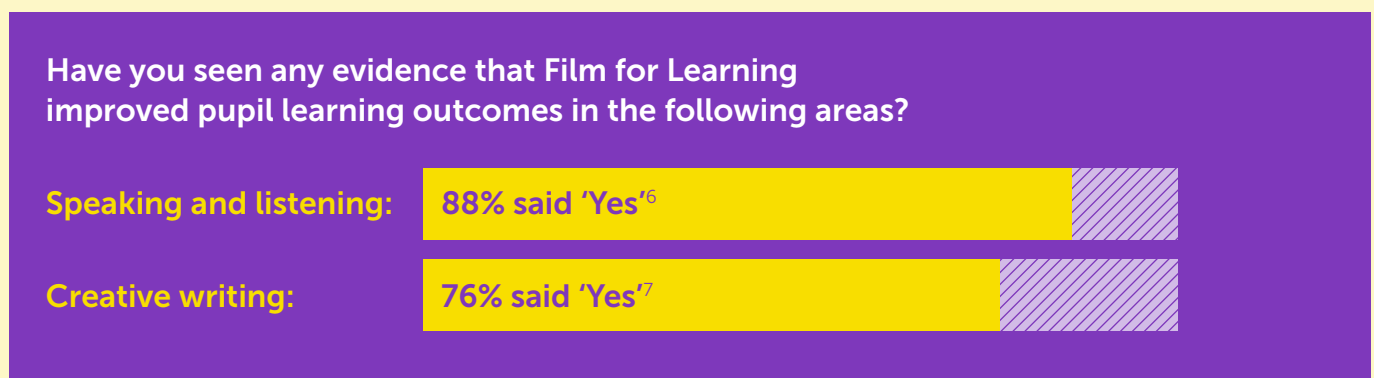 Have you seen any evidence that Film for Learning
improved pupil learning outcomes in the following areas?
Speaking and listening: 88% said ‘Yes’⁶
Creative writing: 76% said ‘Yes’⁷